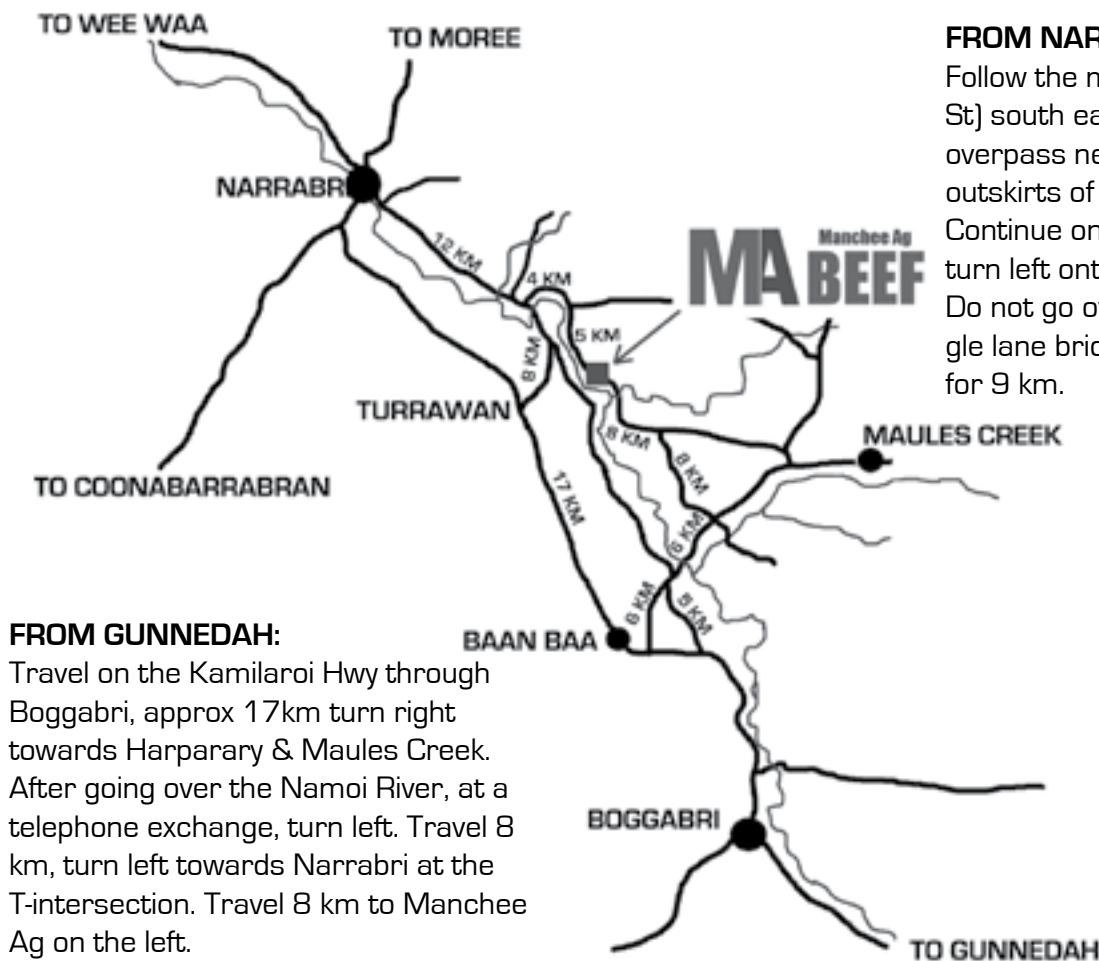 TO WEE WAA
TO MOREE
FROM NAR
Follow the n
St) south ea
overpass ne
outskirts of
Continue on
turn left ont
Do not go o
gle lane brid
for 9 km.
NARRABRI
12 KM
4 KM
MA Manchee Ag
BEEF
5 KM
8 KM
TURRAWAN
8 KM
MAULES CREEK
8 KM
TO COONABARRABRAN
17 KM
6 KM
6 KM
5 KM
BAAN BAA
FROM GUNNEDAH:
Travel on the Kamilaroi Hwy through
Boggabri, approx 17km turn right
towards Harparary & Maules Creek.
After going over the Namoi River, at a
telephone exchange, turn left. Travel 8
km, turn left towards Narrabri at the
T-intersection. Travel 8 km to Manchee
Ag on the left.
BOGGABRI
TO GUNNEDAH